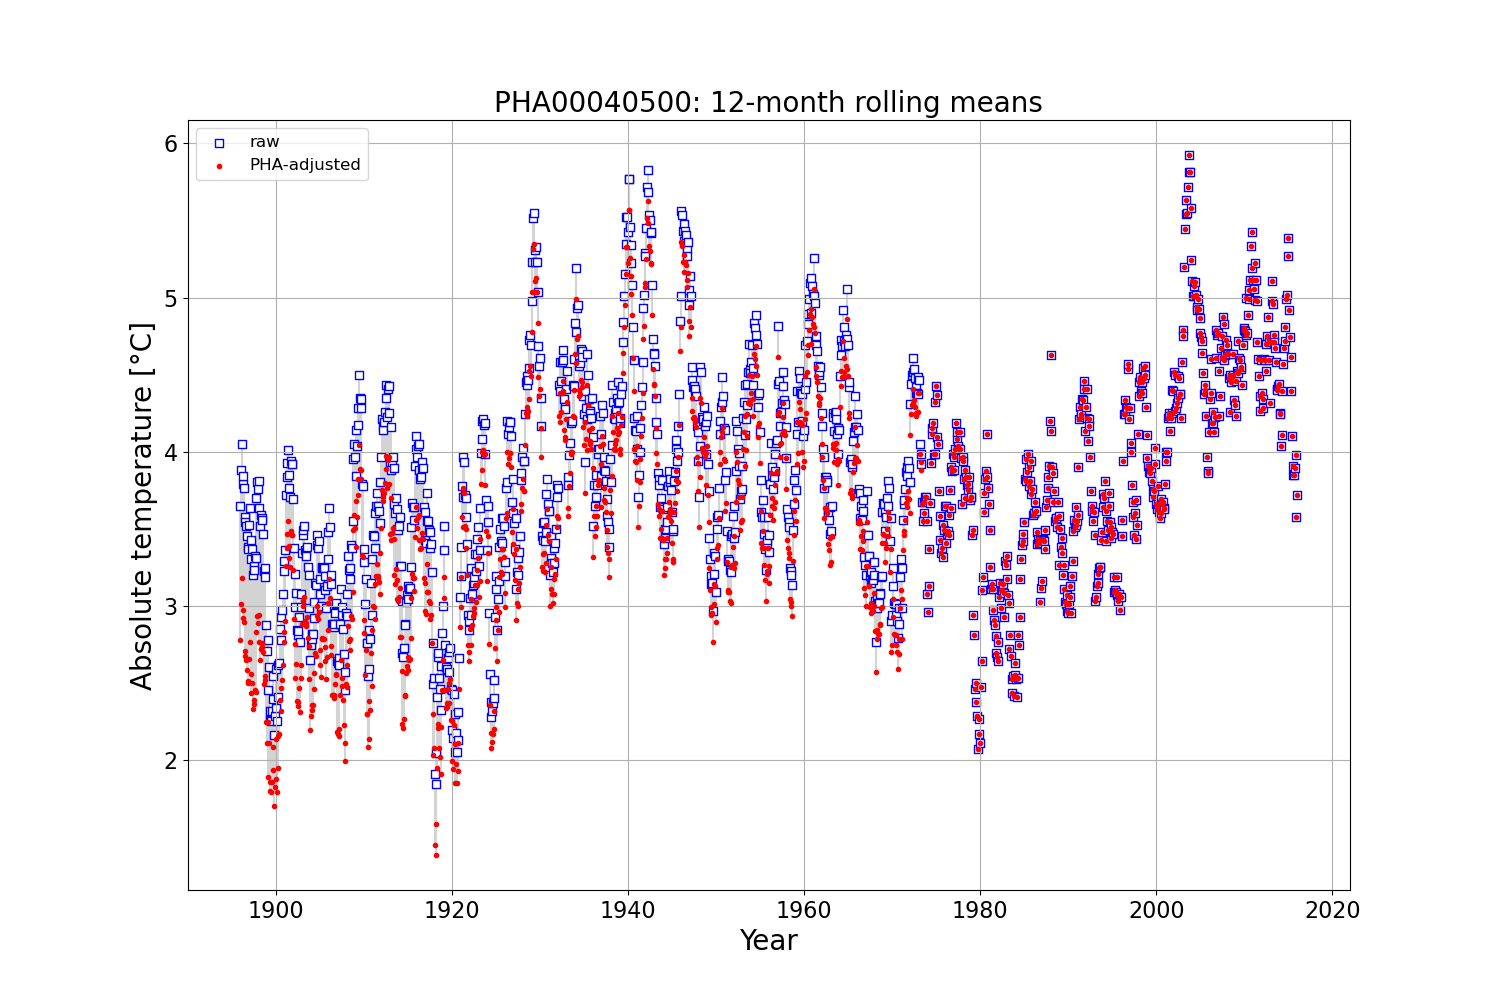 PHA00040500: 12-month rolling means
raw
PHA-adjusted
Absolute temperature [°C]
6
5
4
3
2
1900
1920
1940
1960
1980
2000
2020
Year